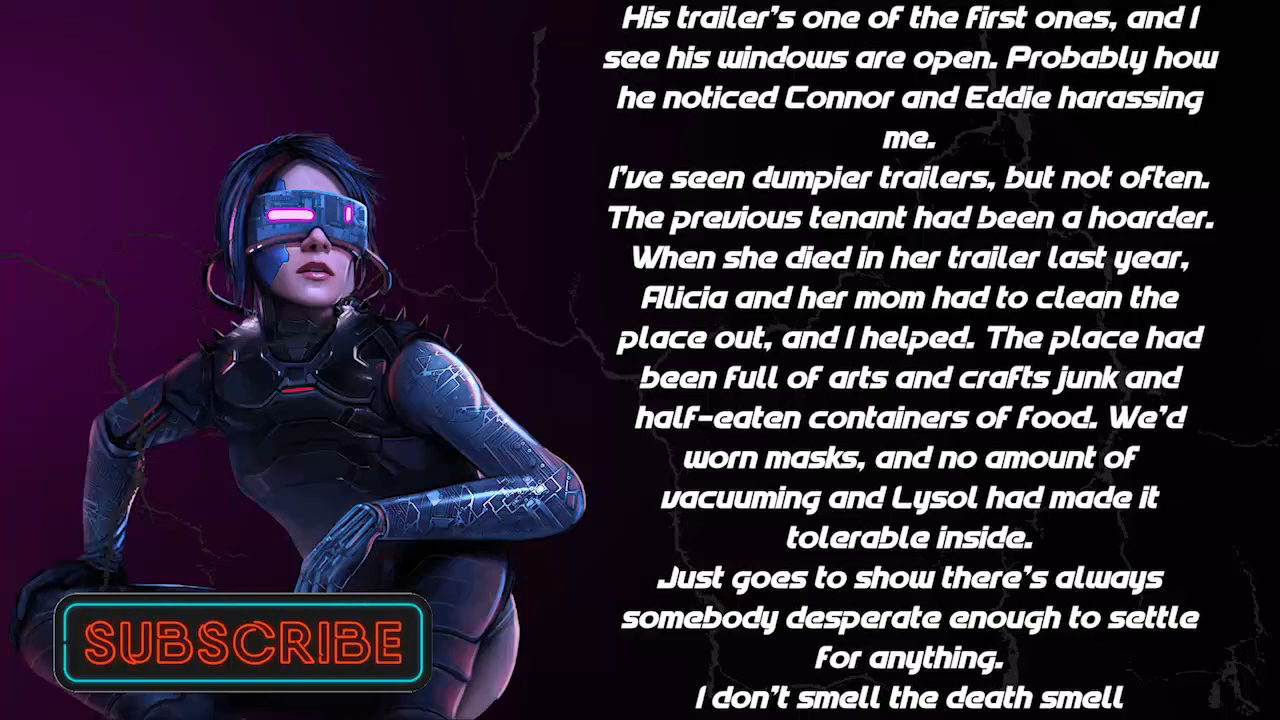 His trailer's one of the first ones, and I
see his windows are open. Probably how
he noticed Connor and Eddie harassing
me.
I've seen dumpier trailers, but not often.
The previous tenant had been a hoarder.
When she died in her trailer last year,
Alicia and her mom had to clean the
place out, and I helped. The place had
been full of arts and crafts junk and
half-eaten containers of food. We'd
worn masks, and no amount of
vacuuming and Lysol had made it
tolerable inside.
Just goes to show there's always
somebody desperate enough to settle
for anything.
I don't smell the death smell
SUBSCRIBE